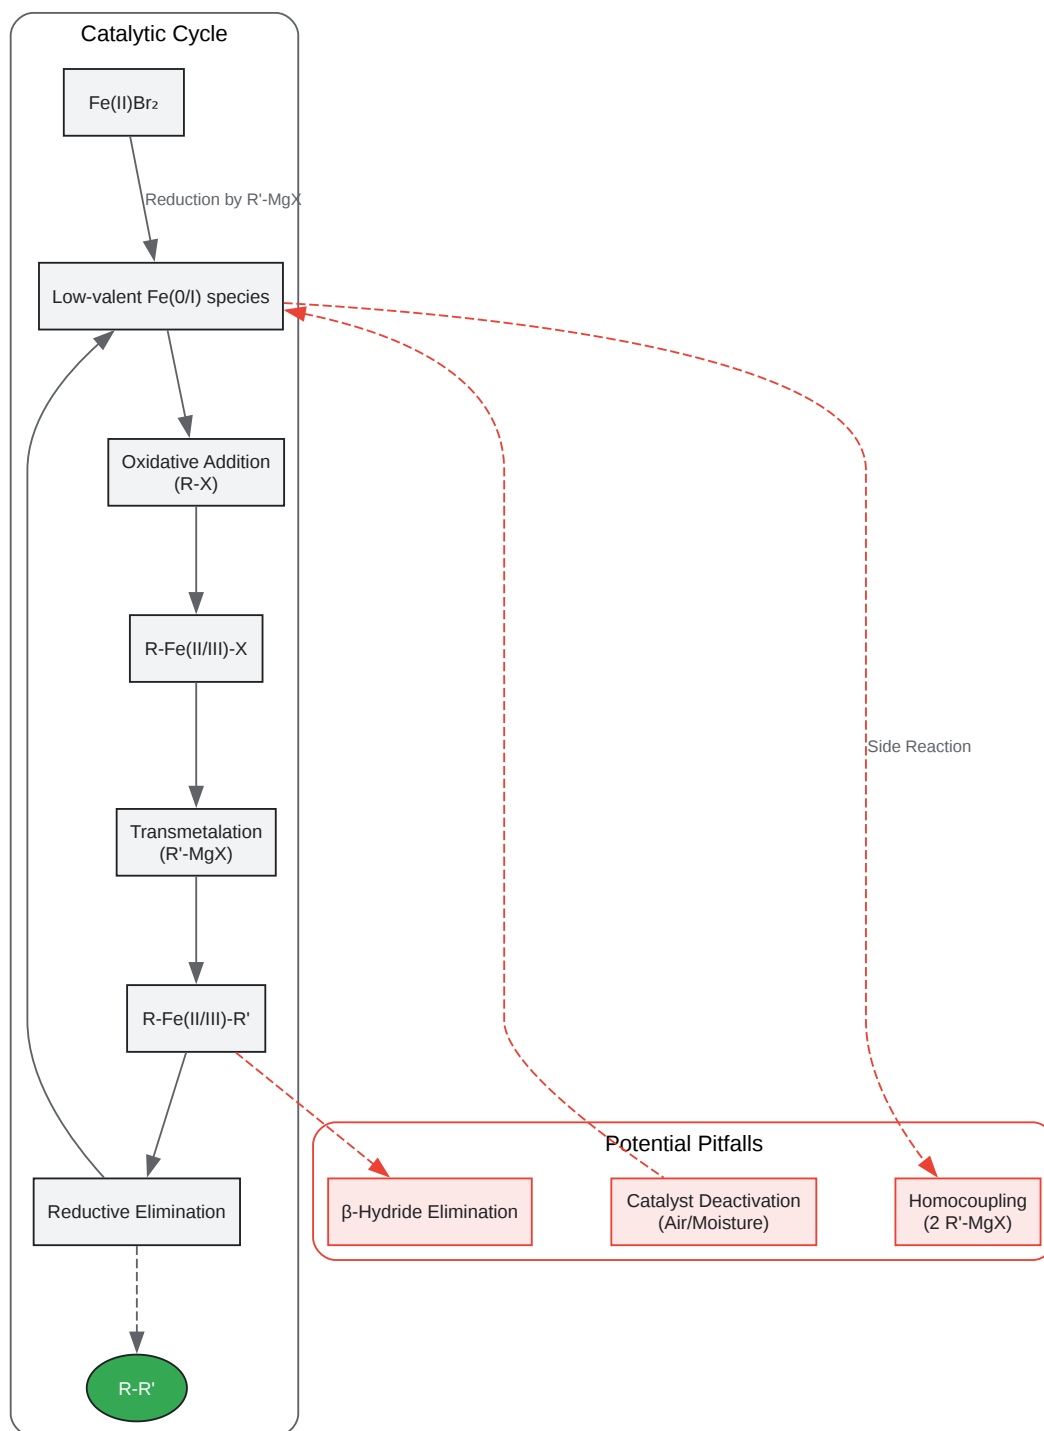 Catalytic Cycle
Fe(II)Br₂
Reduction by R'-MgX
Low-valent Fe(0/I) species
Oxidative Addition
(R-X)
R-Fe(II/III)-X
Side Reaction
Transmetalation
(R'-MgX)
R-Fe(II/III)-R'
Potential Pitfalls
Reductive Elimination
β-Hydride Elimination
Catalyst Deactivation
(Air/Moisture)
Homocoupling
(2 R'-MgX)
R-R'